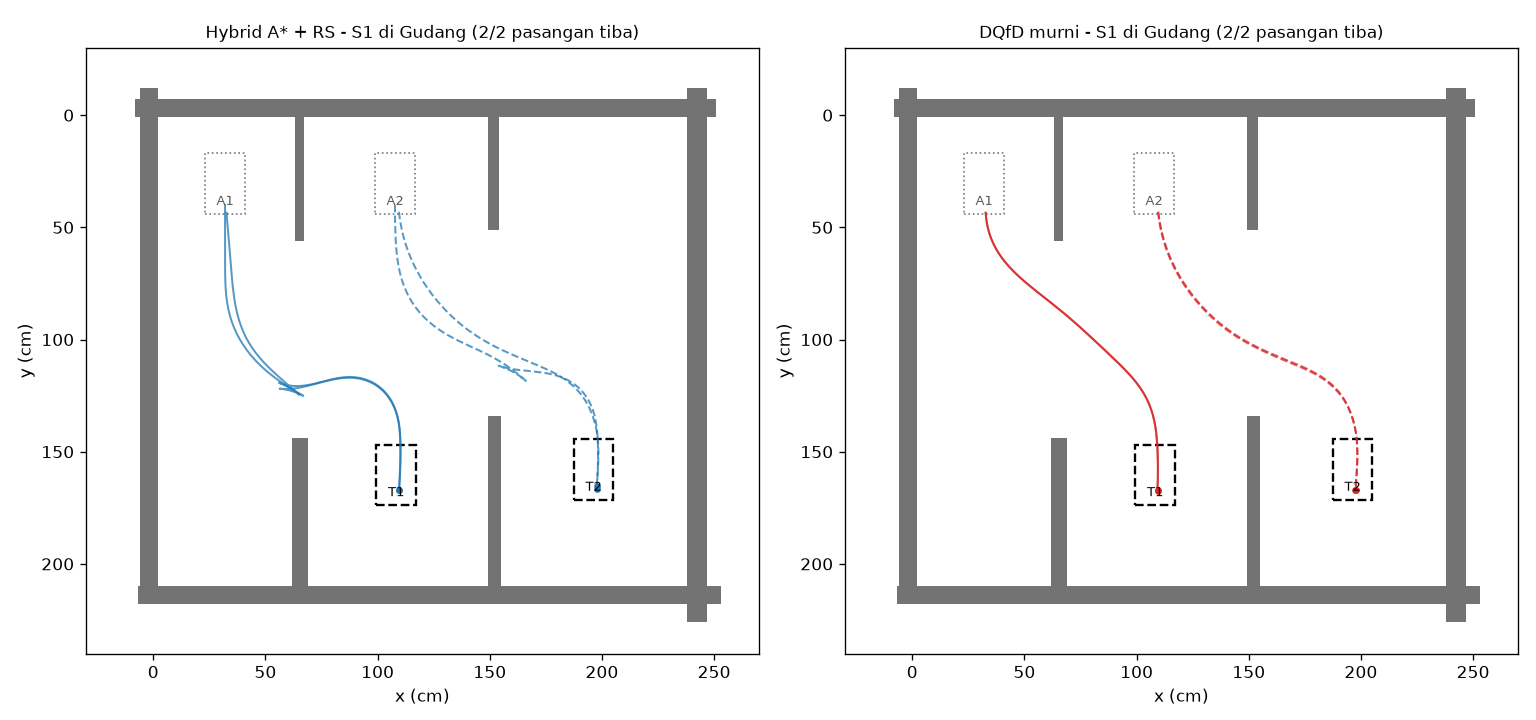 Hybrid A* + RS - S1 di Gudang (2/2 pasangan tiba)
A1
A2
T1
T2
0
50
100
150
200
y (cm)
0
50
100
150
200
250
x (cm)
DQfD murni - S1 di Gudang (2/2 pasangan tiba)
A1
A2
T1
T2
0
50
100
150
200
y (cm)
0
50
100
150
200
250
x (cm)